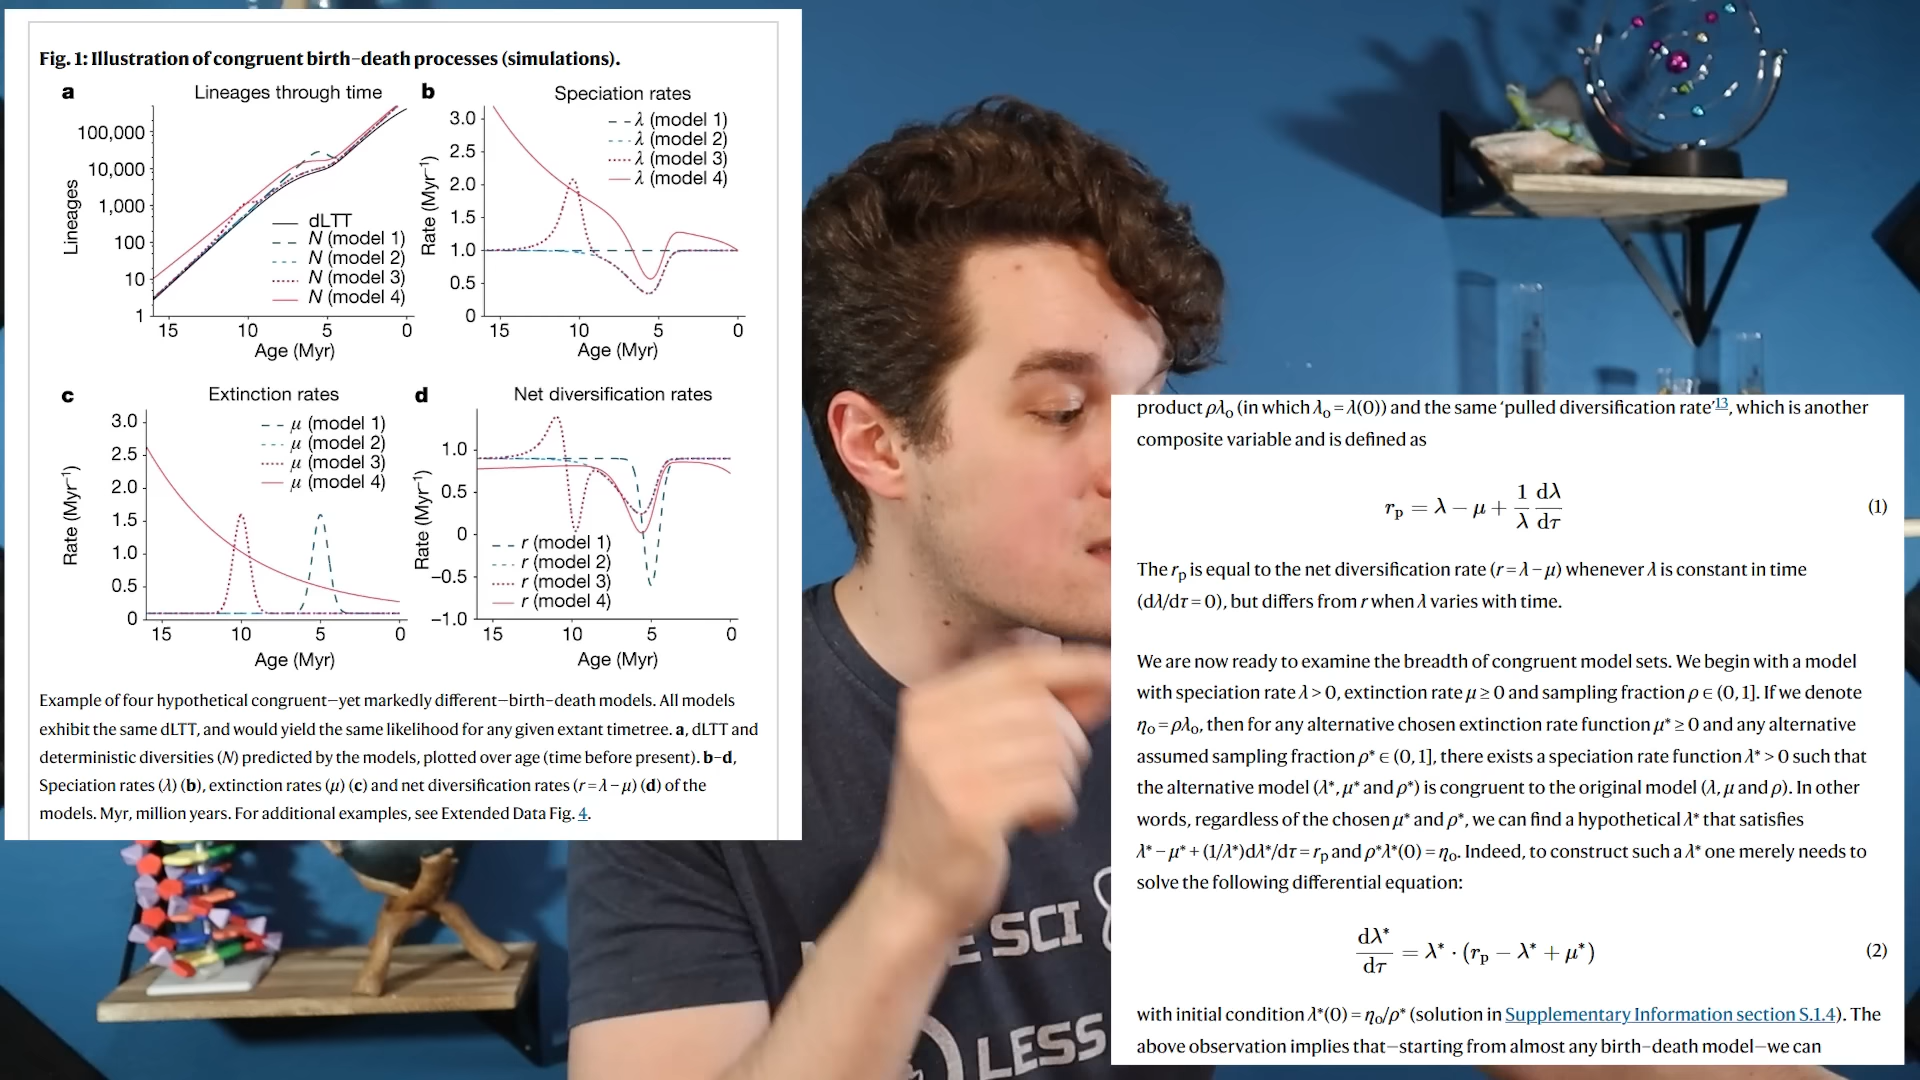 Fig. 1: Illustration of congruent birth–death processes (simulations).
a
Lineages through time
Lineages
100,000
10,000
1,000
100
10
1
dLTT
N (model 1)
N (model 2)
N (model 3)
N (model 4)
15 10 5 0
Age (Myr)
b
Speciation rates
Rate (Myr⁻¹)
3.0
2.5
2.0
1.5
1.0
0.5
0
λ (model 1)
λ (model 2)
λ (model 3)
λ (model 4)
15 10 5 0
Age (Myr)
c
Extinction rates
Rate (Myr⁻¹)
3.0
2.5
2.0
1.5
1.0
0.5
0
μ (model 1)
μ (model 2)
μ (model 3)
μ (model 4)
15 10 5 0
Age (Myr)
d
Net diversification rates
Rate (Myr⁻¹)
1.0
0.5
0
−0.5
−1.0
r (model 1)
r (model 2)
r (model 3)
r (model 4)
15 10 5 0
Age (Myr)
Example of four hypothetical congruent—yet markedly different—birth–death models. All models
exhibit the same dLTT, and would yield the same likelihood for any given extant timetree. a, dLTT and
deterministic diversities (N) predicted by the models, plotted over age (time before present). b–d,
Speciation rates (λ) (b), extinction rates (μ) (c) and net diversification rates (r = λ − μ) (d) of the
models. Myr, million years. For additional examples, see Extended Data Fig. 4.
product ρλ₀ (in which λ₀ = λ(0)) and the same ‘pulled diversification rate’¹³, which is another
composite variable and is defined as
rₚ = λ − μ + 1/λ dλ/dτ (1)
The rₚ is equal to the net diversification rate (r = λ − μ) whenever λ is constant in time
(dλ/dτ = 0), but differs from r when λ varies with time.
We are now ready to examine the breadth of congruent model sets. We begin with a model
with speciation rate λ > 0, extinction rate μ ≥ 0 and sampling fraction ρ ∈ (0, 1]. If we denote
η₀ = ρλ₀, then for any alternative chosen extinction rate function μ* ≥ 0 and any alternative
assumed sampling fraction ρ* ∈ (0, 1], there exists a speciation rate function λ* > 0 such that
the alternative model (λ*, μ* and ρ*) is congruent to the original model (λ, μ and ρ). In other
words, regardless of the chosen μ* and ρ*, we can find a hypothetical λ* that satisfies
λ* − μ* + (1/λ*)dλ*/dτ = rₚ and ρ*λ*(0) = η₀. Indeed, to construct such a λ* one merely needs to
solve the following differential equation:
dλ*/dτ = λ* · (rₚ − λ* + μ*) (2)
with initial condition λ*(0) = η₀/ρ* (solution in Supplementary Information section S.1.4). The
above observation implies that—starting from almost any birth–death model—we can
SCI
LESS